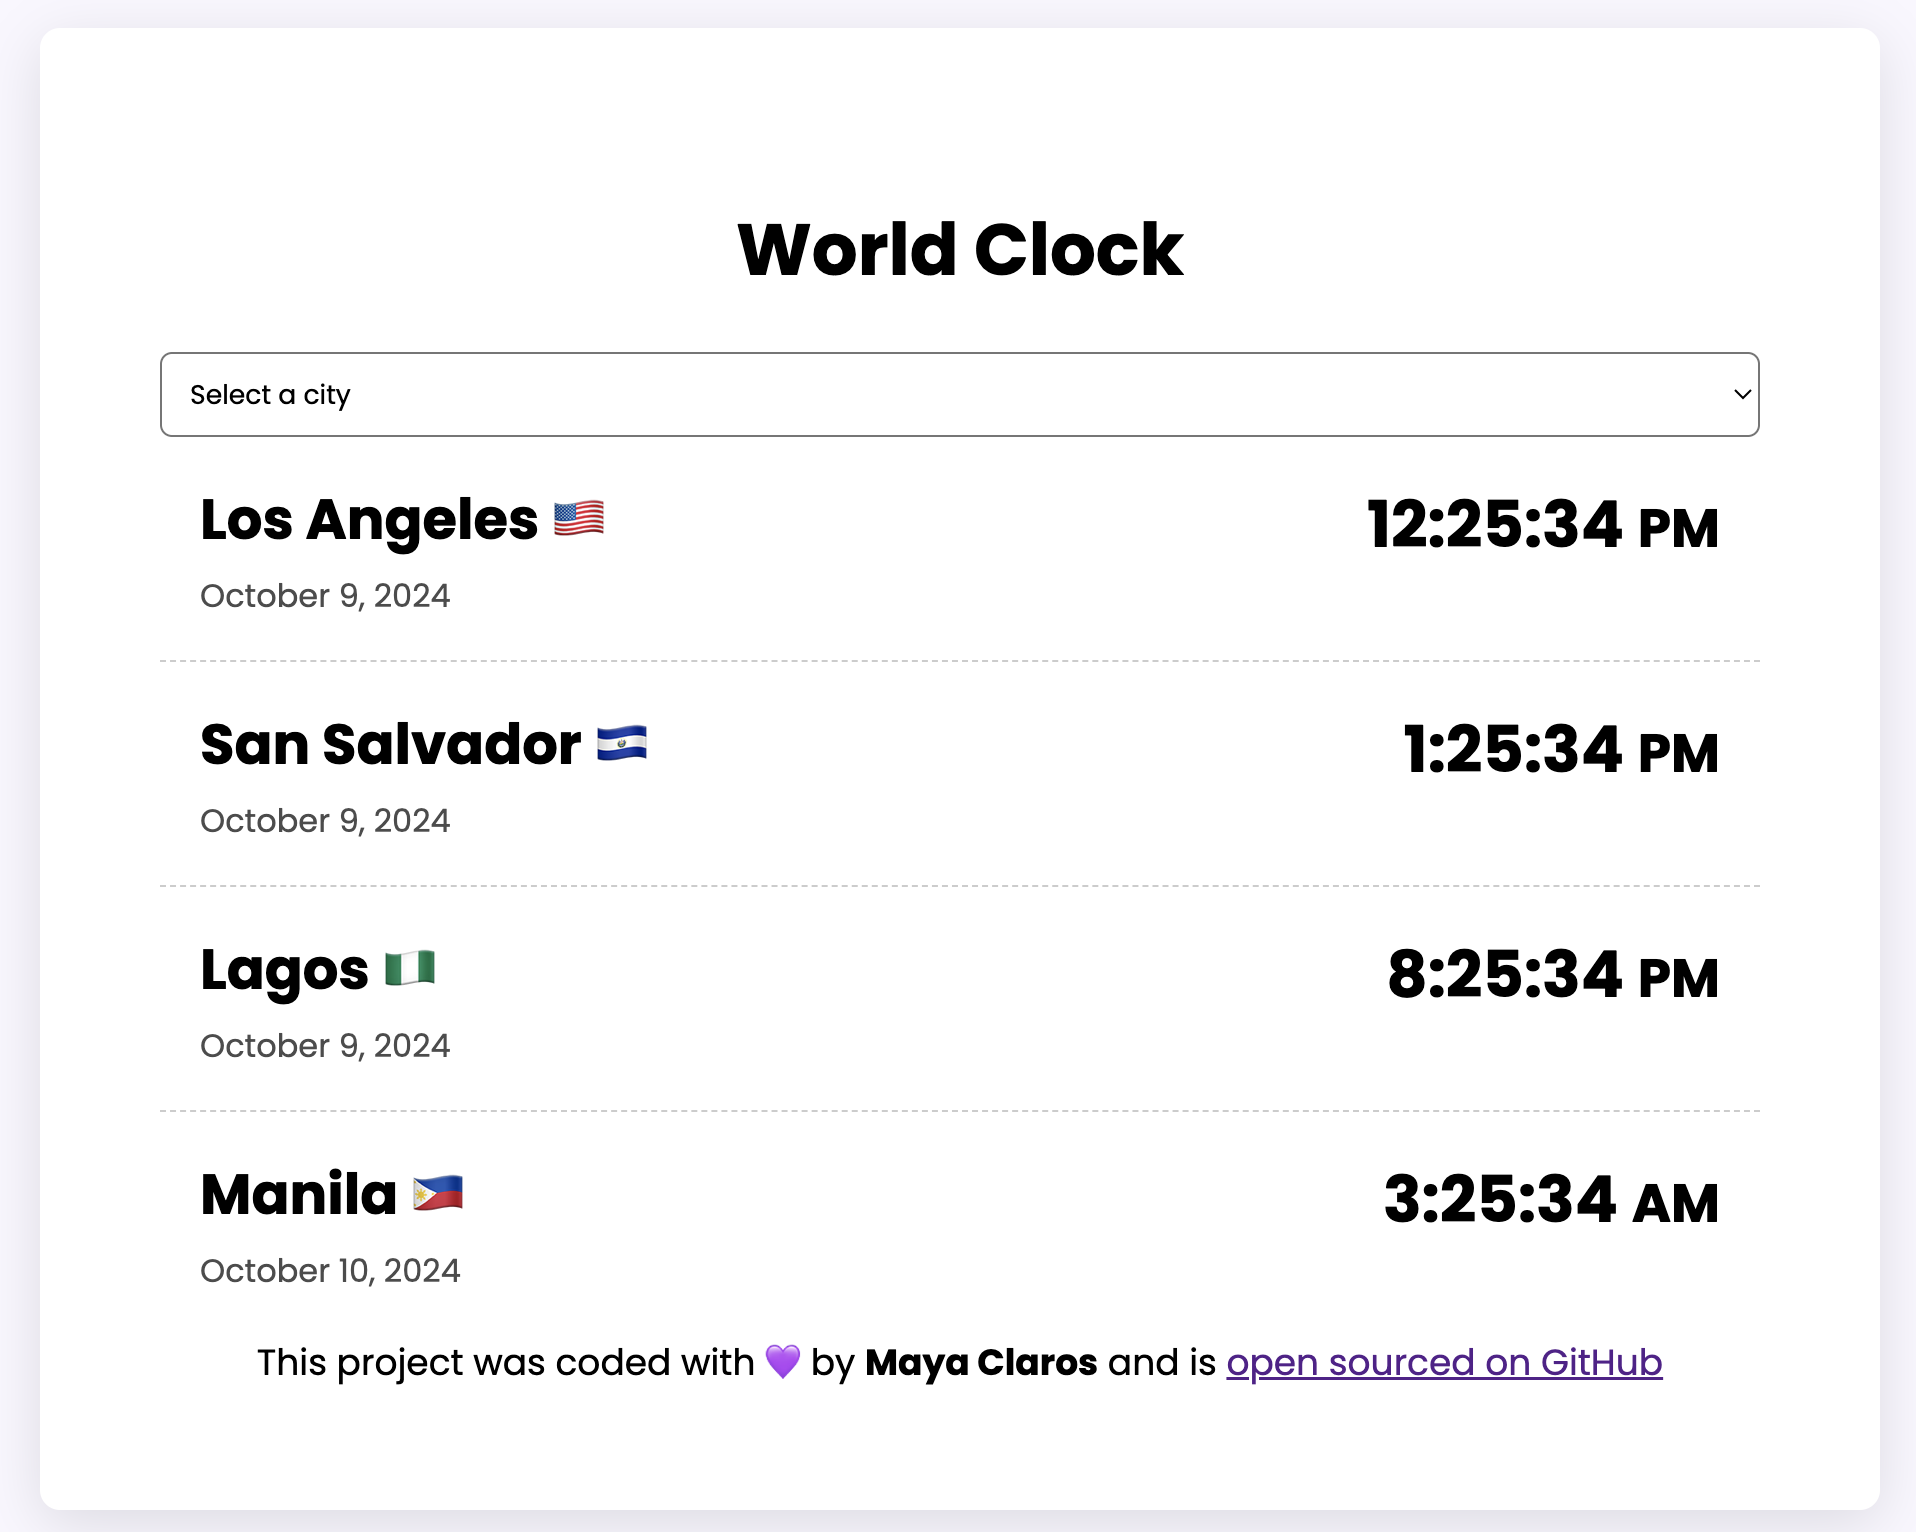 World Clock
Select a city
Los Angeles 🇺🇸
12:25:34 PM
October 9, 2024
San Salvador 🇸🇻
1:25:34 PM
October 9, 2024
Lagos 🇳🇬
8:25:34 PM
October 9, 2024
Manila 🇵🇭
3:25:34 AM
October 10, 2024
This project was coded with 💜 by Maya Claros and is open sourced on GitHub